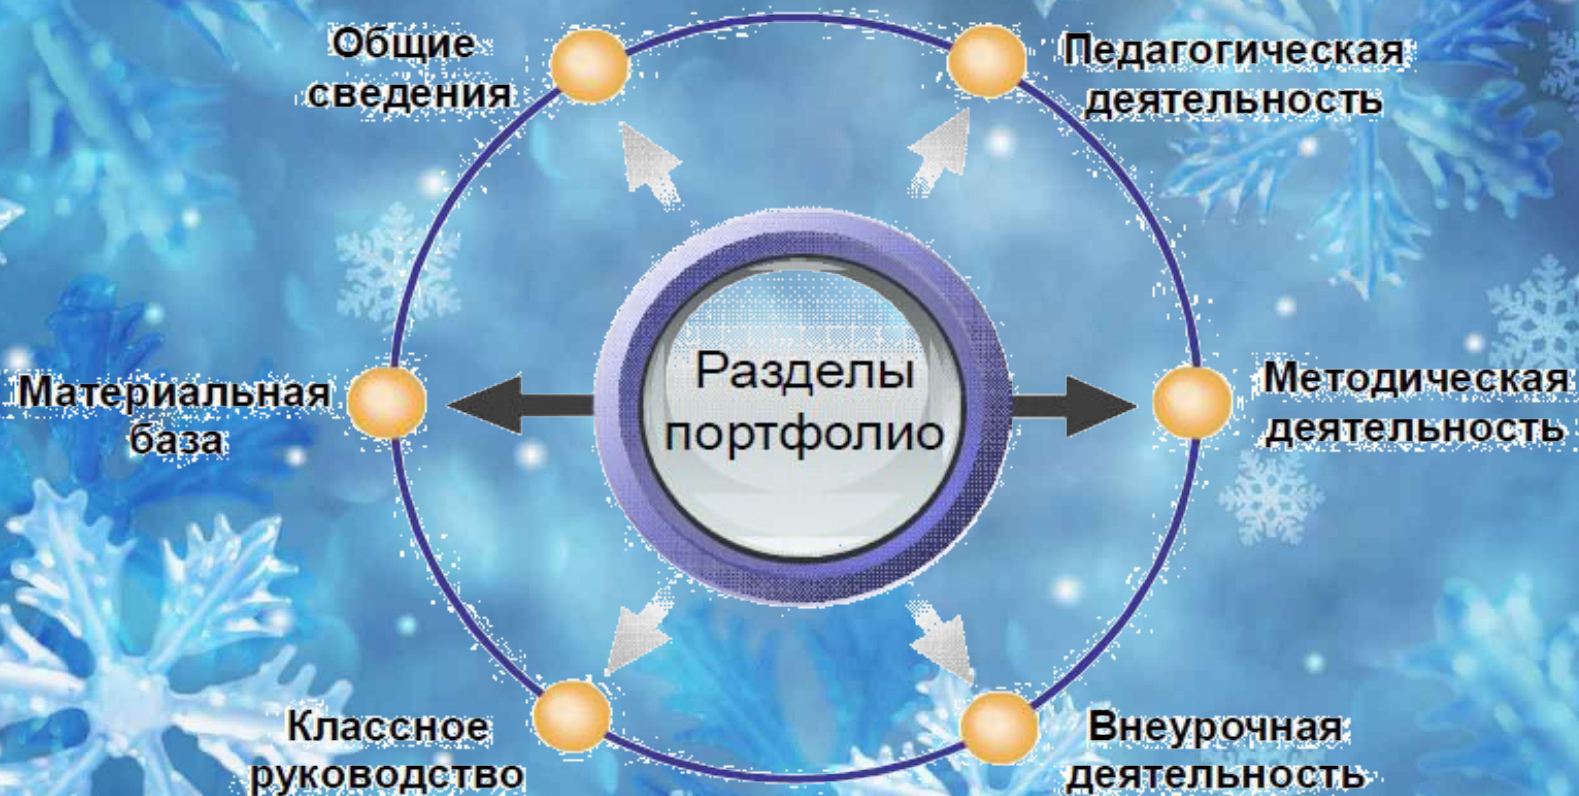 Общие
сведения
Педагогическая
деятельность
Материальная
база
Разделы
портфолио
Методическая
деятельность
Классное
руководство
Внеурочная
деятельность